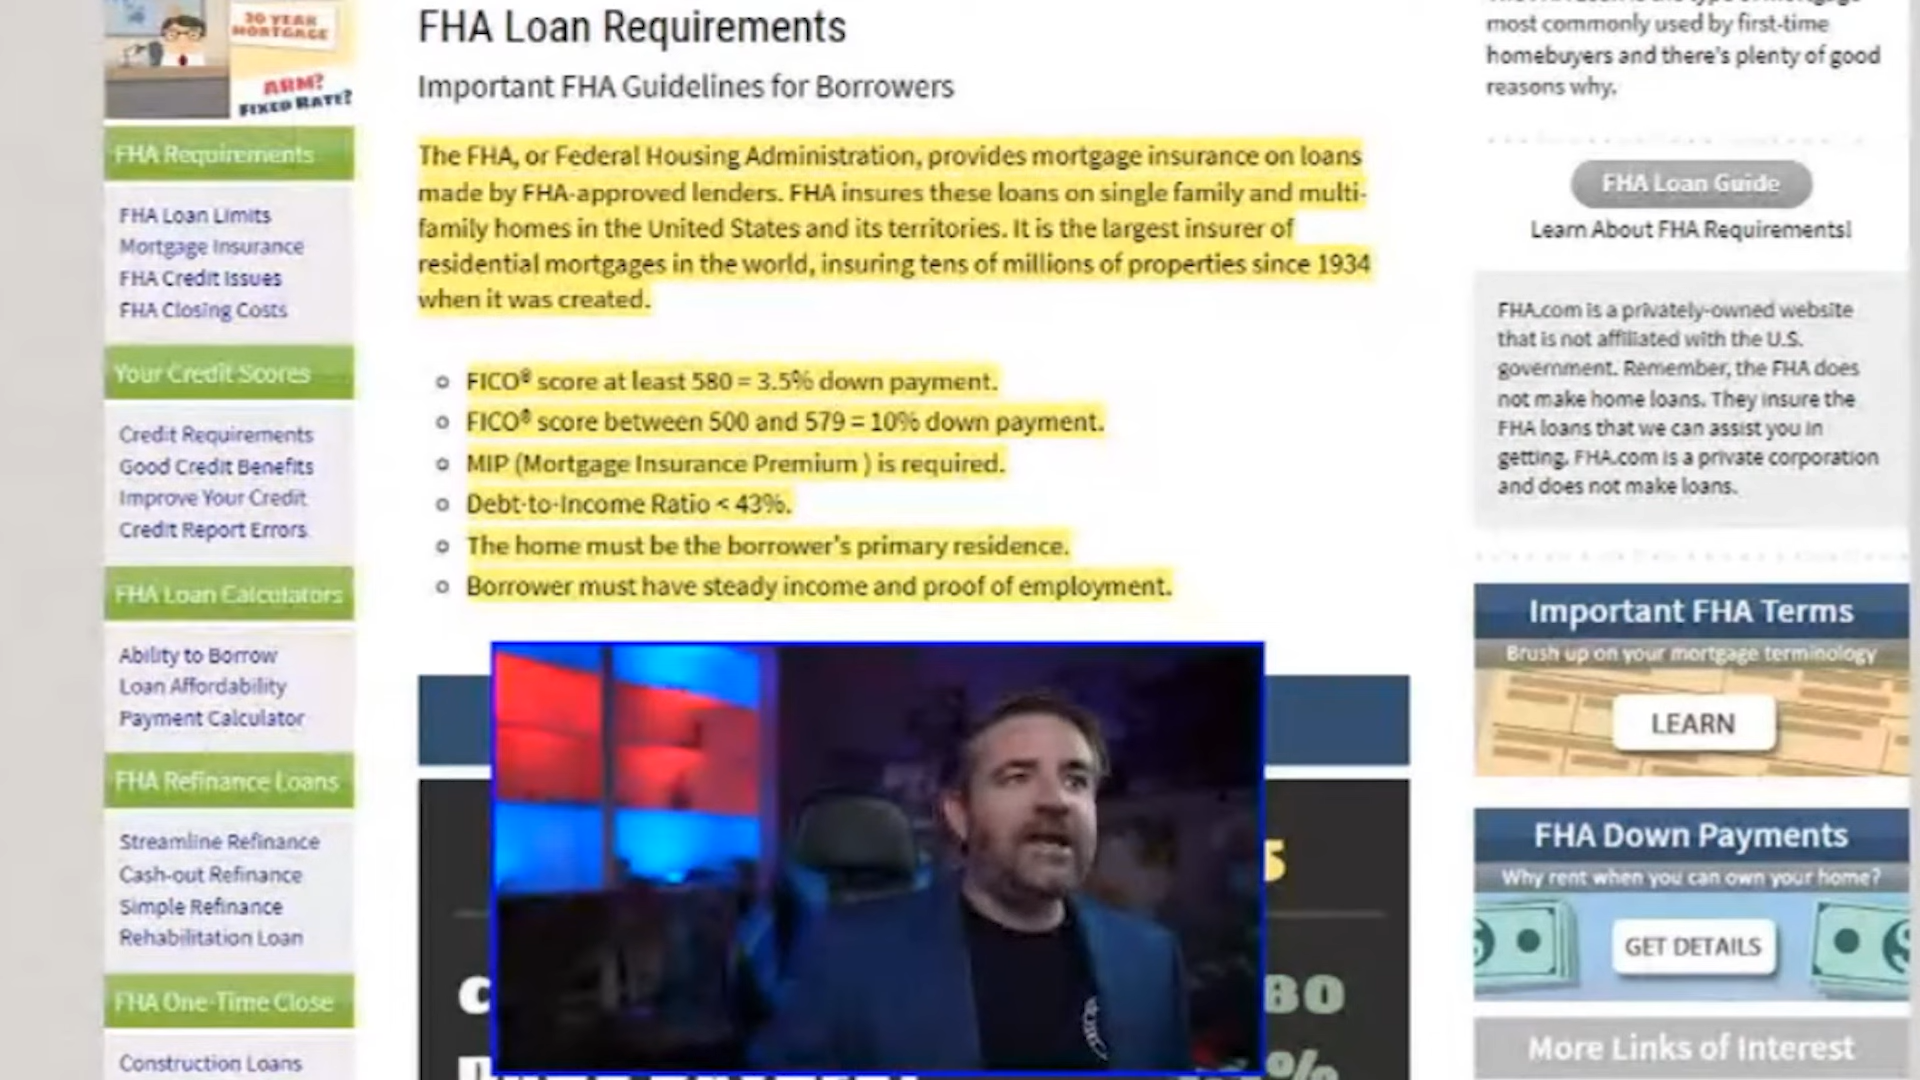 30 YEAR
MORTGAGE
ARM?
FIXED RATE?
FHA Requirements
FHA Loan Limits
Mortgage Insurance
FHA Credit Issues
FHA Closing Costs
Your Credit Scores
Credit Requirements
Good Credit Benefits
Improve Your Credit
Credit Report Errors
FHA Loan Calculators
Ability to Borrow
Loan Affordability
Payment Calculator
FHA Refinance Loans
Streamline Refinance
Cash-out Refinance
Simple Refinance
Rehabilitation Loan
FHA One-Time Close
Construction Loans
FHA Loan Requirements
Important FHA Guidelines for Borrowers
The FHA, or Federal Housing Administration, provides mortgage insurance on loans
made by FHA-approved lenders. FHA insures these loans on single family and multi-
family homes in the United States and its territories. It is the largest insurer of
residential mortgages in the world, insuring tens of millions of properties since 1934
when it was created.
FICO® score at least 580 = 3.5% down payment.
FICO® score between 500 and 579 = 10% down payment.
MIP (Mortgage Insurance Premium ) is required.
Debt-to-Income Ratio < 43%.
The home must be the borrower's primary residence.
Borrower must have steady income and proof of employment.
most commonly used by first-time
homebuyers and there's plenty of good
reasons why.
FHA Loan Guide
Learn About FHA Requirements!
FHA.com is a privately-owned website
that is not affiliated with the U.S.
government. Remember, the FHA does
not make home loans. They insure the
FHA loans that we can assist you in
getting. FHA.com is a private corporation
and does not make loans.
Important FHA Terms
Brush up on your mortgage terminology
LEARN
FHA Down Payments
Why rent when you can own your home?
GET DETAILS
More Links of Interest